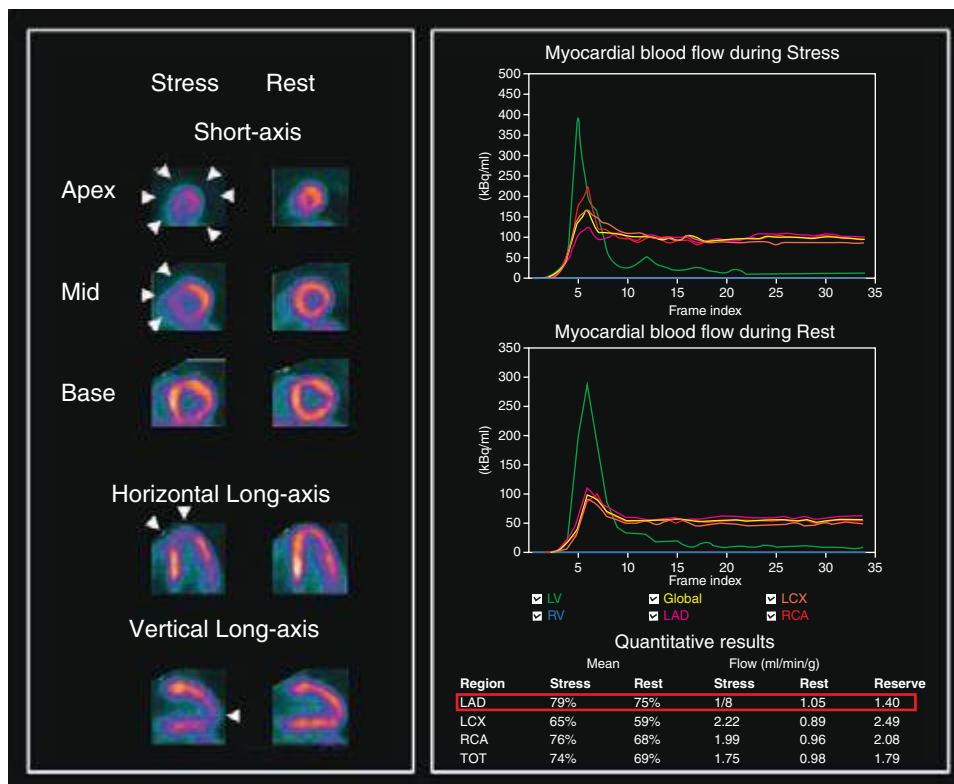 Stress Rest
Short-axis
Apex
Mid
Base
Horizontal Long-axis
Vertical Long-axis
Myocardial blood flow during Stress
500
450
400
350
300
250
200
150
100
50
0
(kBq/ml)
5 10 15 20 25 30 35
Frame index
Myocardial blood flow during Rest
350
300
250
200
150
100
50
0
(kBq/ml)
5 10 15 20 25 30 35
Frame index
LV Global LCX
RV LAD RCA
Quantitative results
Mean Flow (ml/min/g)
Region Stress Rest Stress Rest Reserve
LAD 79% 75% 1/8 1.05 1.40
LCX 65% 59% 2.22 0.89 2.49
RCA 76% 68% 1.99 0.96 2.08
TOT 74% 69% 1.75 0.98 1.79